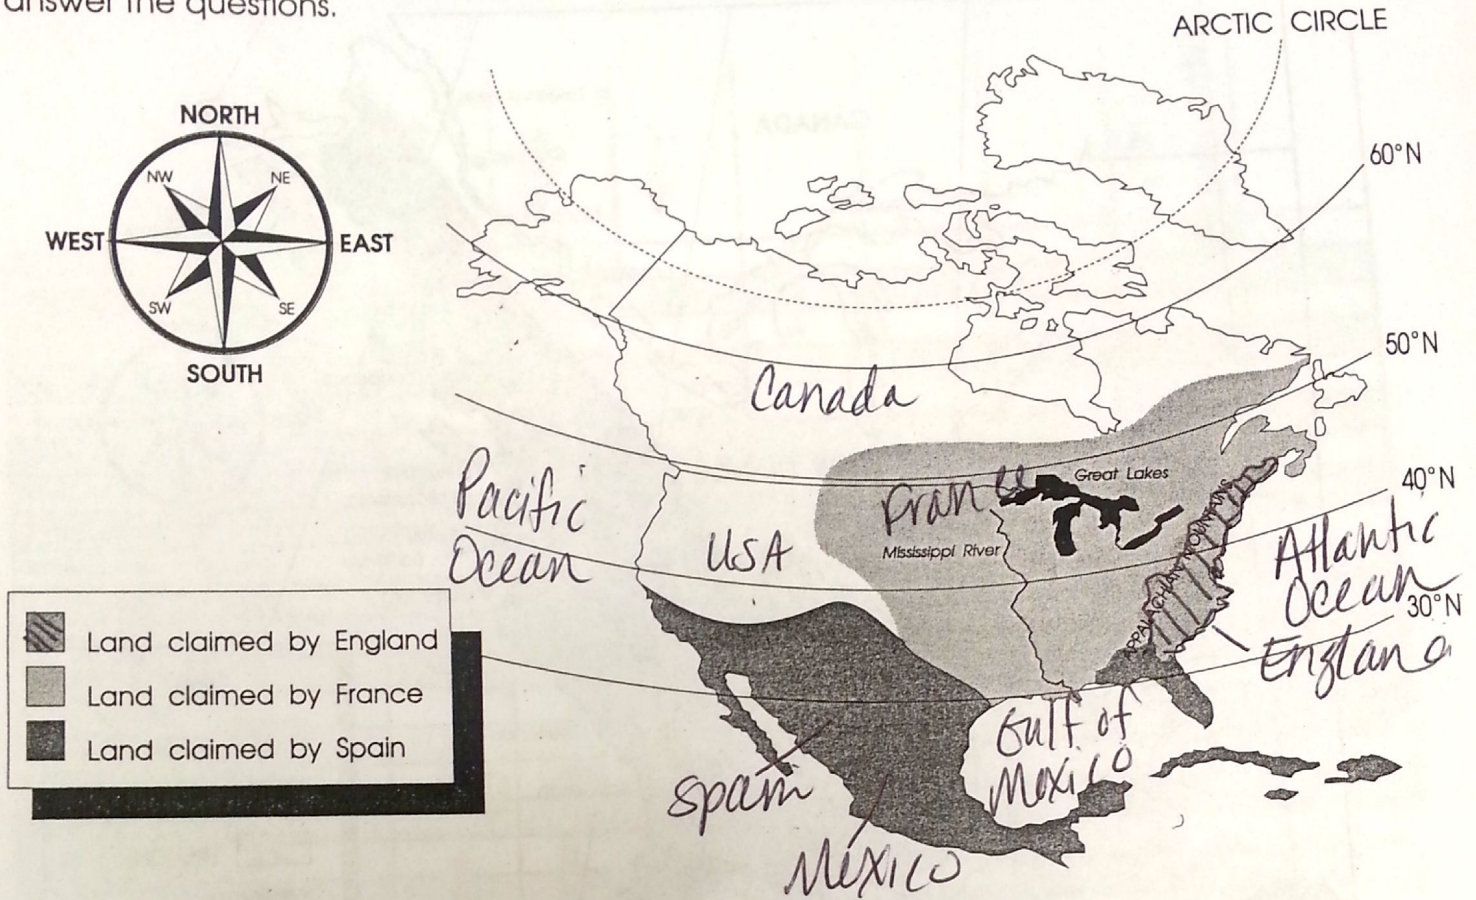 answer the questions.
ARCTIC CIRCLE
NORTH
NW
NE
WEST
EAST
SW
SE
SOUTH
60°N
50°N
40°N
30°N
Canada
Pacific
Ocean
USA
France
Great Lakes
Mississippi River
APPALACHIAN MOUNTAINS
Atlantic
Ocean
England
Land claimed by England
Land claimed by France
Land claimed by Spain
Gulf of
Mexico
Spain
Mexico
CANADA